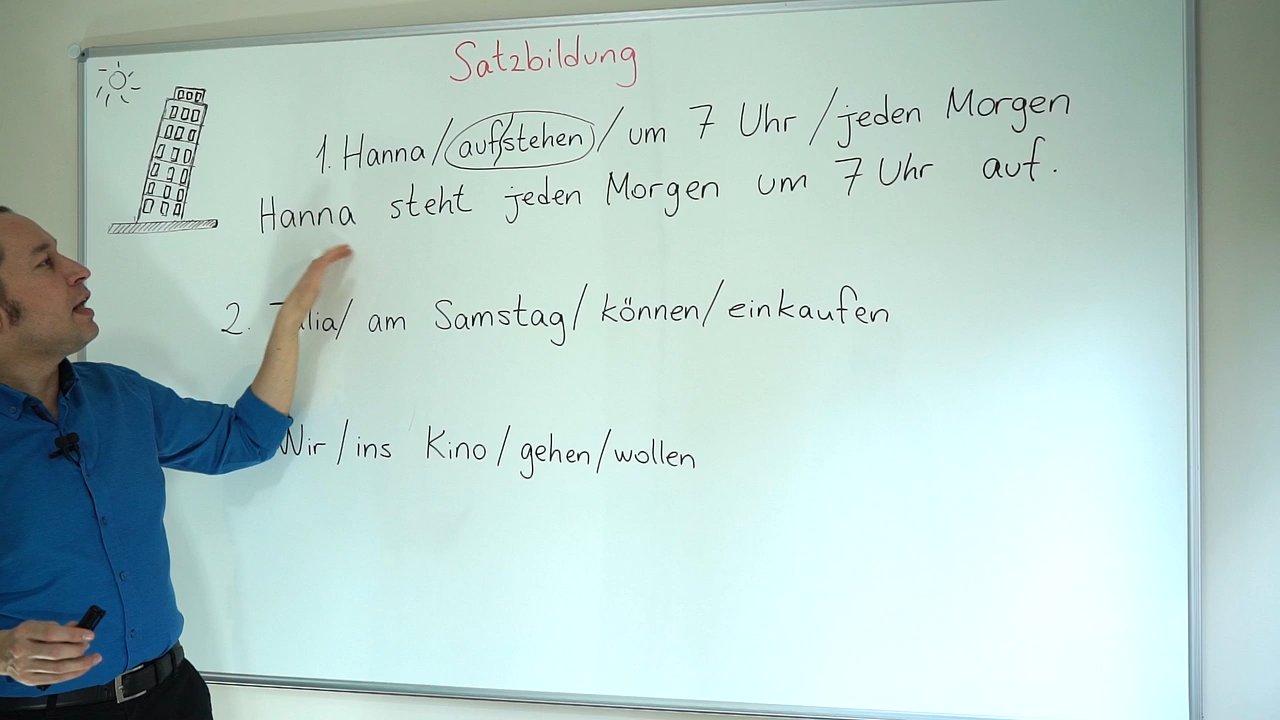 Satzbildung
1. Hanna/aufstehen/um 7 Uhr/jeden Morgen
Hanna steht jeden Morgen um 7 Uhr auf.
2. /am Samstag/können/einkaufen
Wir/ins Kino/gehen/wollen